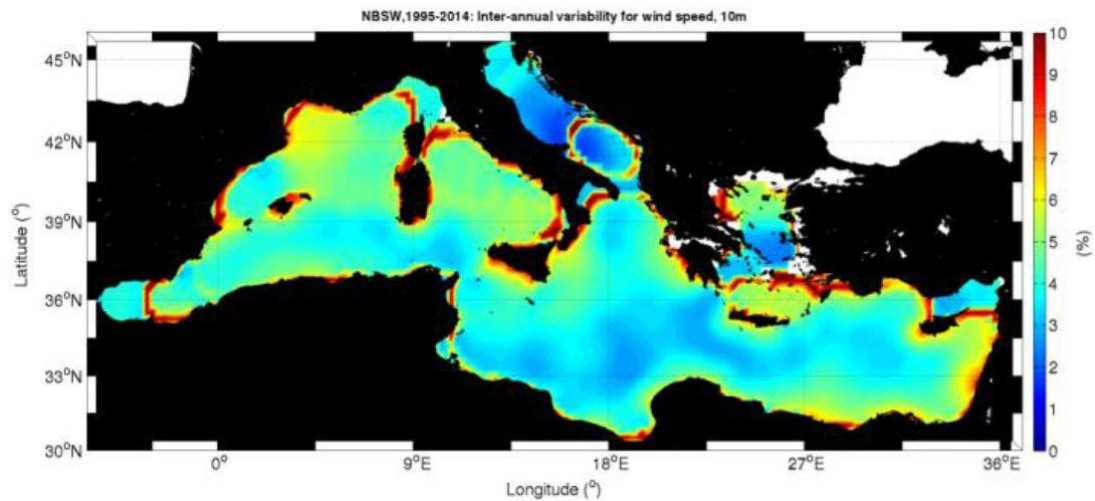 NBSW,1995-2014: Inter-annual variability for wind speed, 10m
10
9
8
7
6
5
4
3
2
1
0
(%)
45°N
42°N
39°N
36°N
33°N
30°N
Latitude (°)
0° 9°E 18°E 27°E 36°E
Longitude (°)